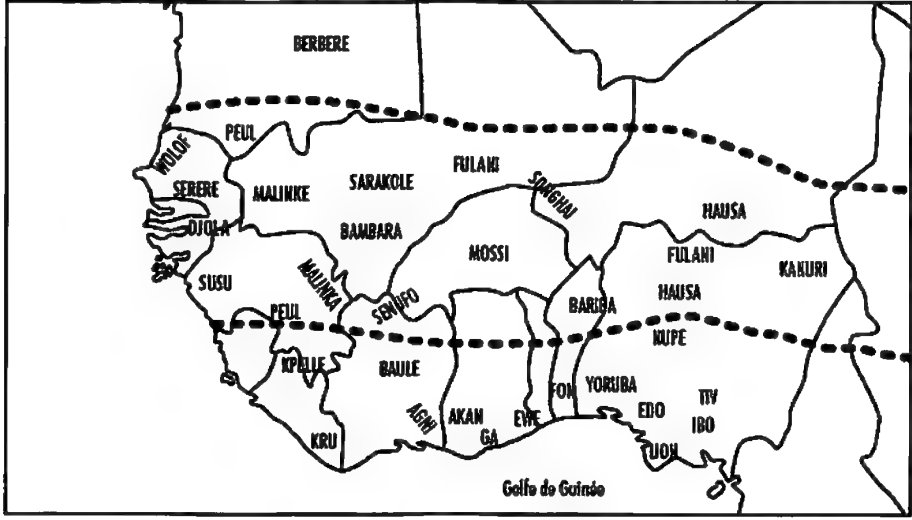 BERBERE
PEUL
WOLOF
FULANI
SARAKOLE
SONGHAI
SERERE
MALINKE
HAUSA
DJOLA
BAMBARA
MOSSI
FULANI
KAKURI
SUSU
MALINKA
HAUSA
SENUFO
BARIBA
PEUL
NUPE
KPELLE
BAULE
YORUBA
FON
TIV
EDO
AKAN
EWE
AGNI
IBO
GA
KRU
IJOH
Golfe de Guinée